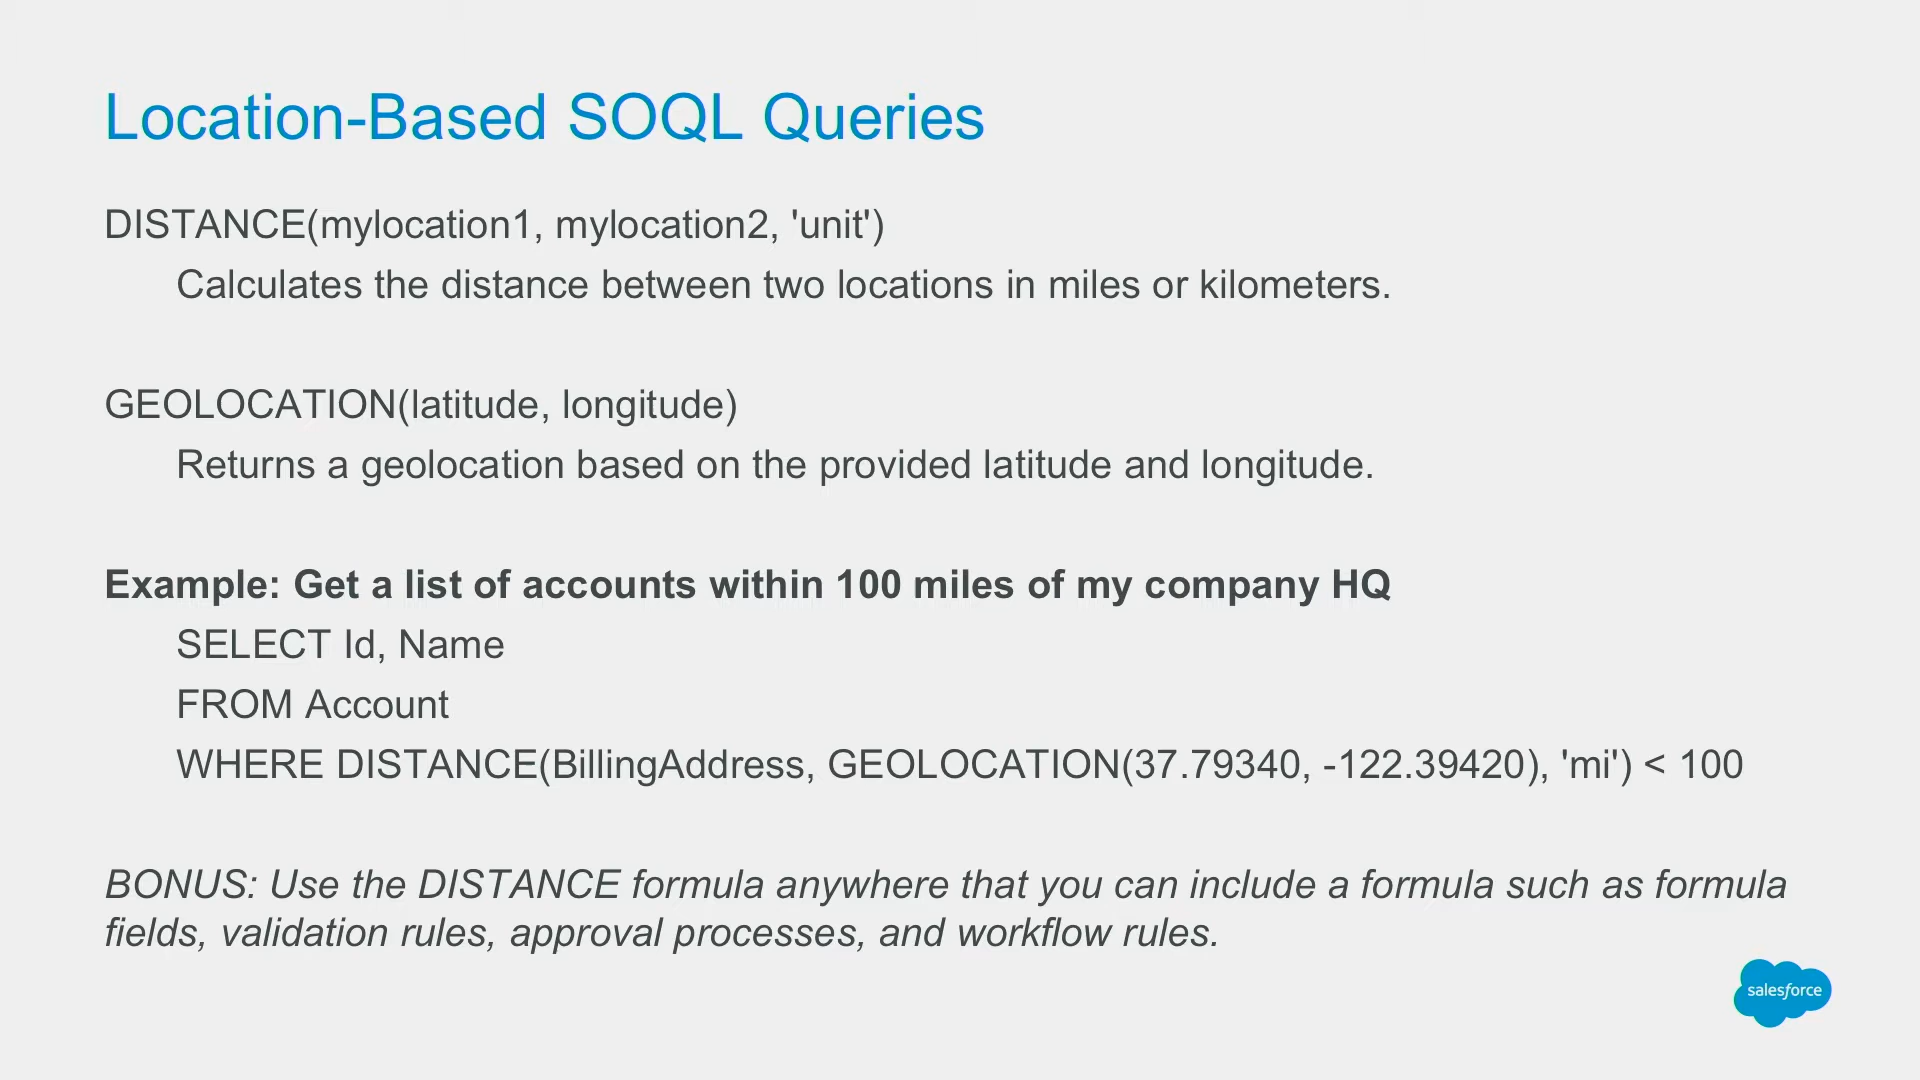 Location-Based SOQL Queries
DISTANCE(mylocation1, mylocation2, 'unit')
Calculates the distance between two locations in miles or kilometers.
GEOLOCATION(latitude, longitude)
Returns a geolocation based on the provided latitude and longitude.
Example: Get a list of accounts within 100 miles of my company HQ
SELECT Id, Name
FROM Account
WHERE DISTANCE(BillingAddress, GEOLOCATION(37.79340, -122.39420), 'mi') < 100
BONUS: Use the DISTANCE formula anywhere that you can include a formula such as formula
fields, validation rules, approval processes, and workflow rules.
salesforce